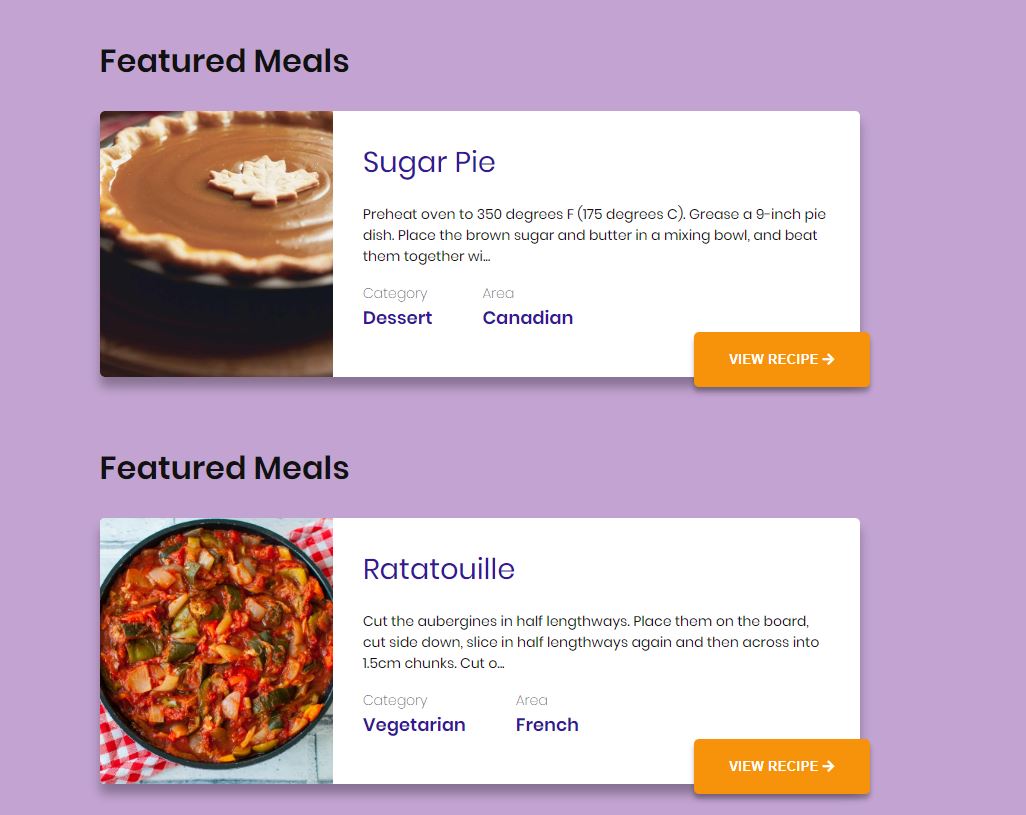 Featured Meals
Sugar Pie
Preheat oven to 350 degrees F (175 degrees C). Grease a 9-inch pie
dish. Place the brown sugar and butter in a mixing bowl, and beat
them together wi...
Category Area
Dessert Canadian
VIEW RECIPE →
Featured Meals
Ratatouille
Cut the aubergines in half lengthways. Place them on the board,
cut side down, slice in half lengthways again and then across into
1.5cm chunks. Cut o...
Category Area
Vegetarian French
VIEW RECIPE →